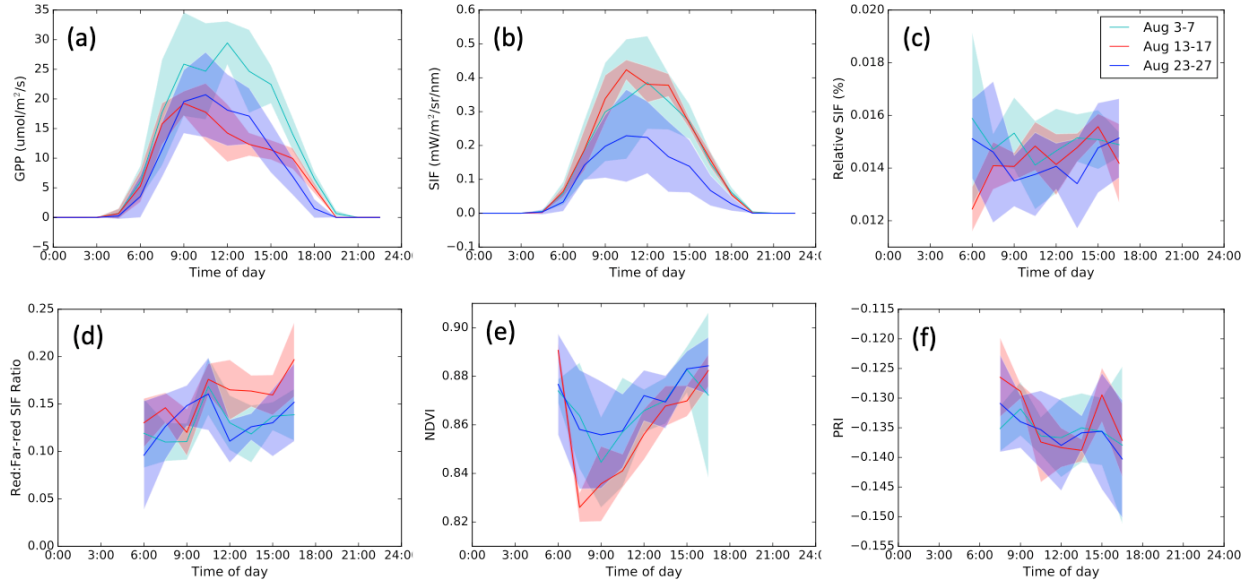 (a)
GPP (umol/m²/s)
35
30
25
20
15
10
5
0
−5
0:00 3:00 6:00 9:00 12:00 15:00 18:00 21:00 24:00
Time of day
(b)
SIF (mW/m²/sr/nm)
0.6
0.5
0.4
0.3
0.2
0.1
0.0
−0.1
0:00 3:00 6:00 9:00 12:00 15:00 18:00 21:00 24:00
Time of day
(c)
Aug 3-7
Aug 13-17
Aug 23-27
Relative SIF (%)
0.020
0.018
0.016
0.014
0.012
0:00 3:00 6:00 9:00 12:00 15:00 18:00 21:00 24:00
Time of day
(d)
Red:Far-red SIF Ratio
0.25
0.20
0.15
0.10
0.05
0.00
0:00 3:00 6:00 9:00 12:00 15:00 18:00 21:00 24:00
Time of day
(e)
NDVI
0.90
0.88
0.86
0.84
0.82
0:00 3:00 6:00 9:00 12:00 15:00 18:00 21:00 24:00
Time of day
(f)
PRI
−0.115
−0.120
−0.125
−0.130
−0.135
−0.140
−0.145
−0.150
−0.155
0:00 3:00 6:00 9:00 12:00 15:00 18:00 21:00 24:00
Time of day